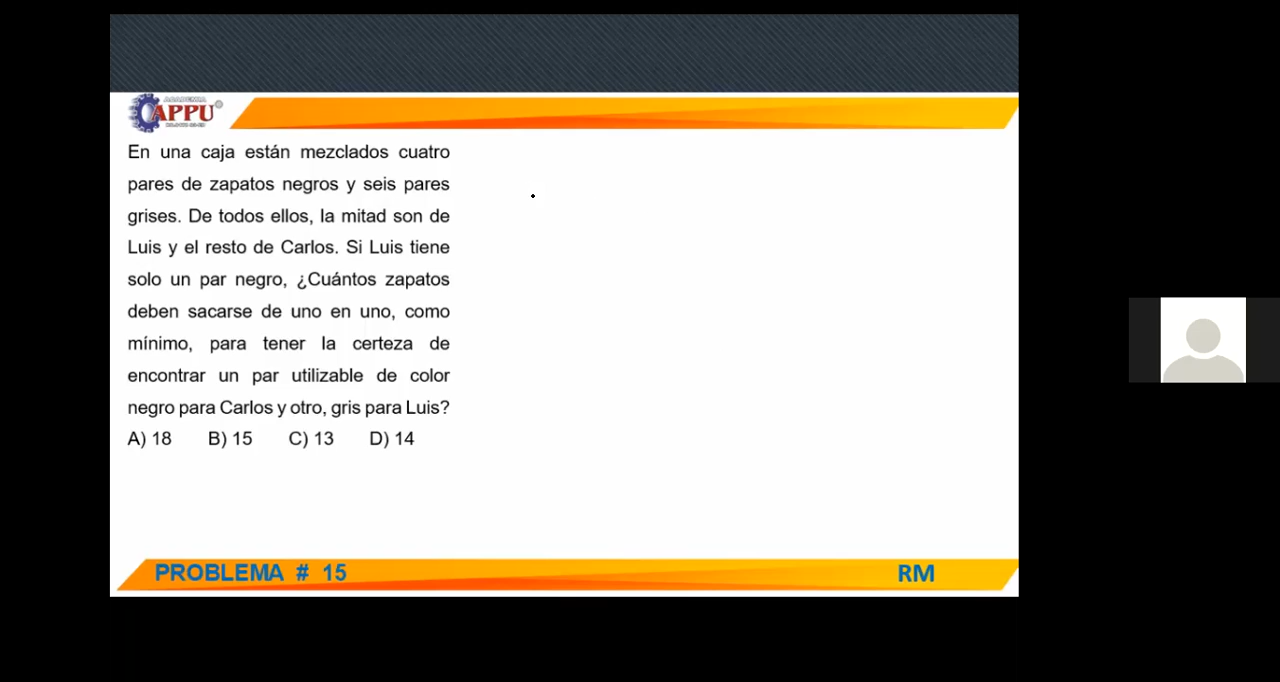 ACADEMIA
APPU
En una caja están mezclados cuatro
pares de zapatos negros y seis pares
grises. De todos ellos, la mitad son de
Luis y el resto de Carlos. Si Luis tiene
solo un par negro, ¿Cuántos zapatos
deben sacarse de uno en uno, como
mínimo, para tener la certeza de
encontrar un par utilizable de color
negro para Carlos y otro, gris para Luis?
A) 18 B) 15 C) 13 D) 14
PROBLEMA # 15
RM